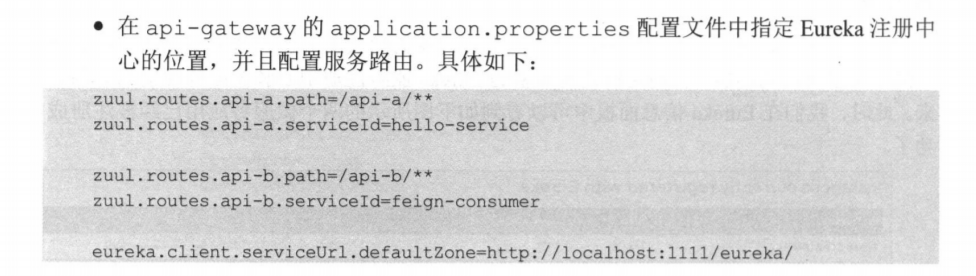 • 在 api-gateway 的 application.properties 配置文件中指定 Eureka 注册中
心的位置，并且配置服务路由。具体如下：
zuul.routes.api-a.path=/api-a/**
zuul.routes.api-a.serviceId=hello-service
zuul.routes.api-b.path=/api-b/**
zuul.routes.api-b.serviceId=feign-consumer
eureka.client.serviceUrl.defaultZone=http://localhost:1111/eureka/